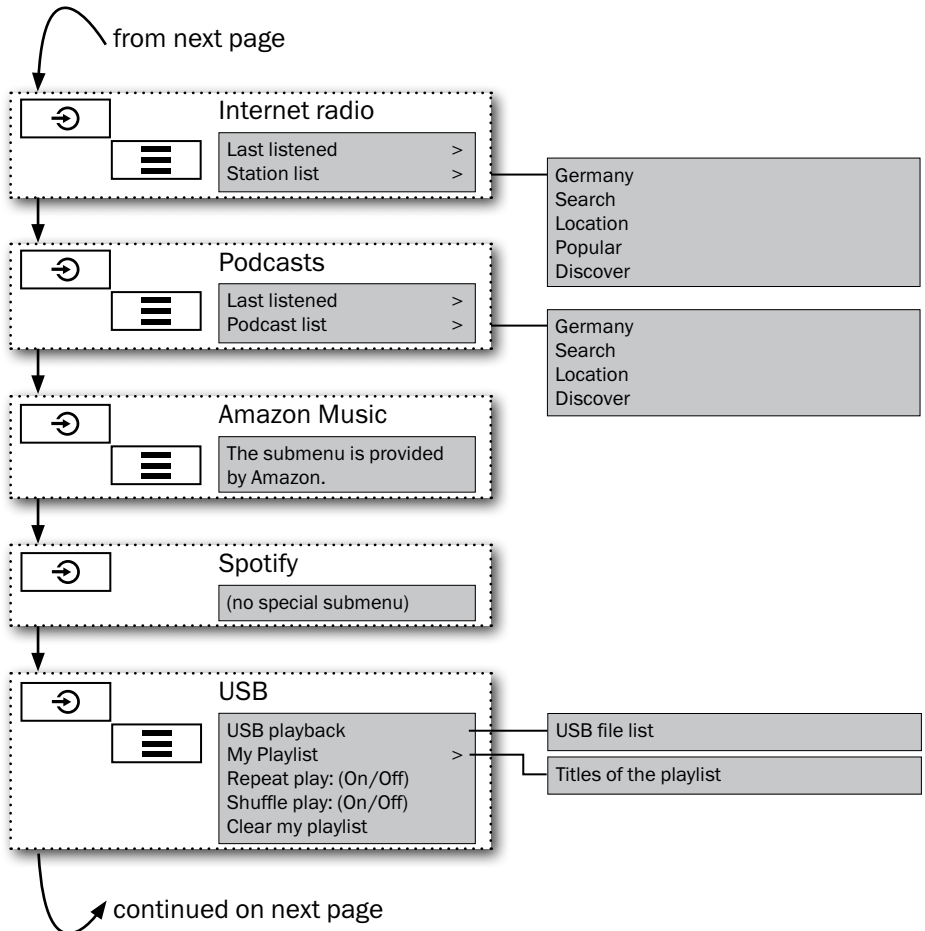 from next page
Internet radio
Last listened >
Station list >
Germany
Search
Location
Popular
Discover
Podcasts
Last listened >
Podcast list >
Germany
Search
Location
Discover
Amazon Music
The submenu is provided
by Amazon.
Spotify
(no special submenu)
USB
USB playback
My Playlist >
Repeat play: (On/Off)
Shuffle play: (On/Off)
Clear my playlist
USB file list
Titles of the playlist
continued on next page